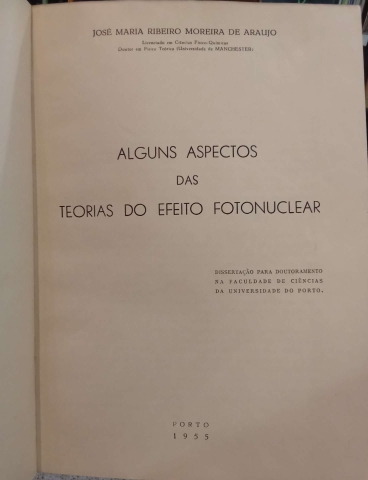 JOSÉ MARIA RIBEIRO MOREIRA DE ARAUJO
Licenciado em Ciências Físico-Químicas
Doutor em Física Teórica (Universidade de MANCHESTER)
ALGUNS ASPECTOS
DAS
TEORIAS DO EFEITO FOTONUCLEAR
DISSERTAÇÃO PARA DOUTORAMENTO
NA FACULDADE DE CIÊNCIAS
DA UNIVERSIDADE DO PORTO.
PORTO
1955